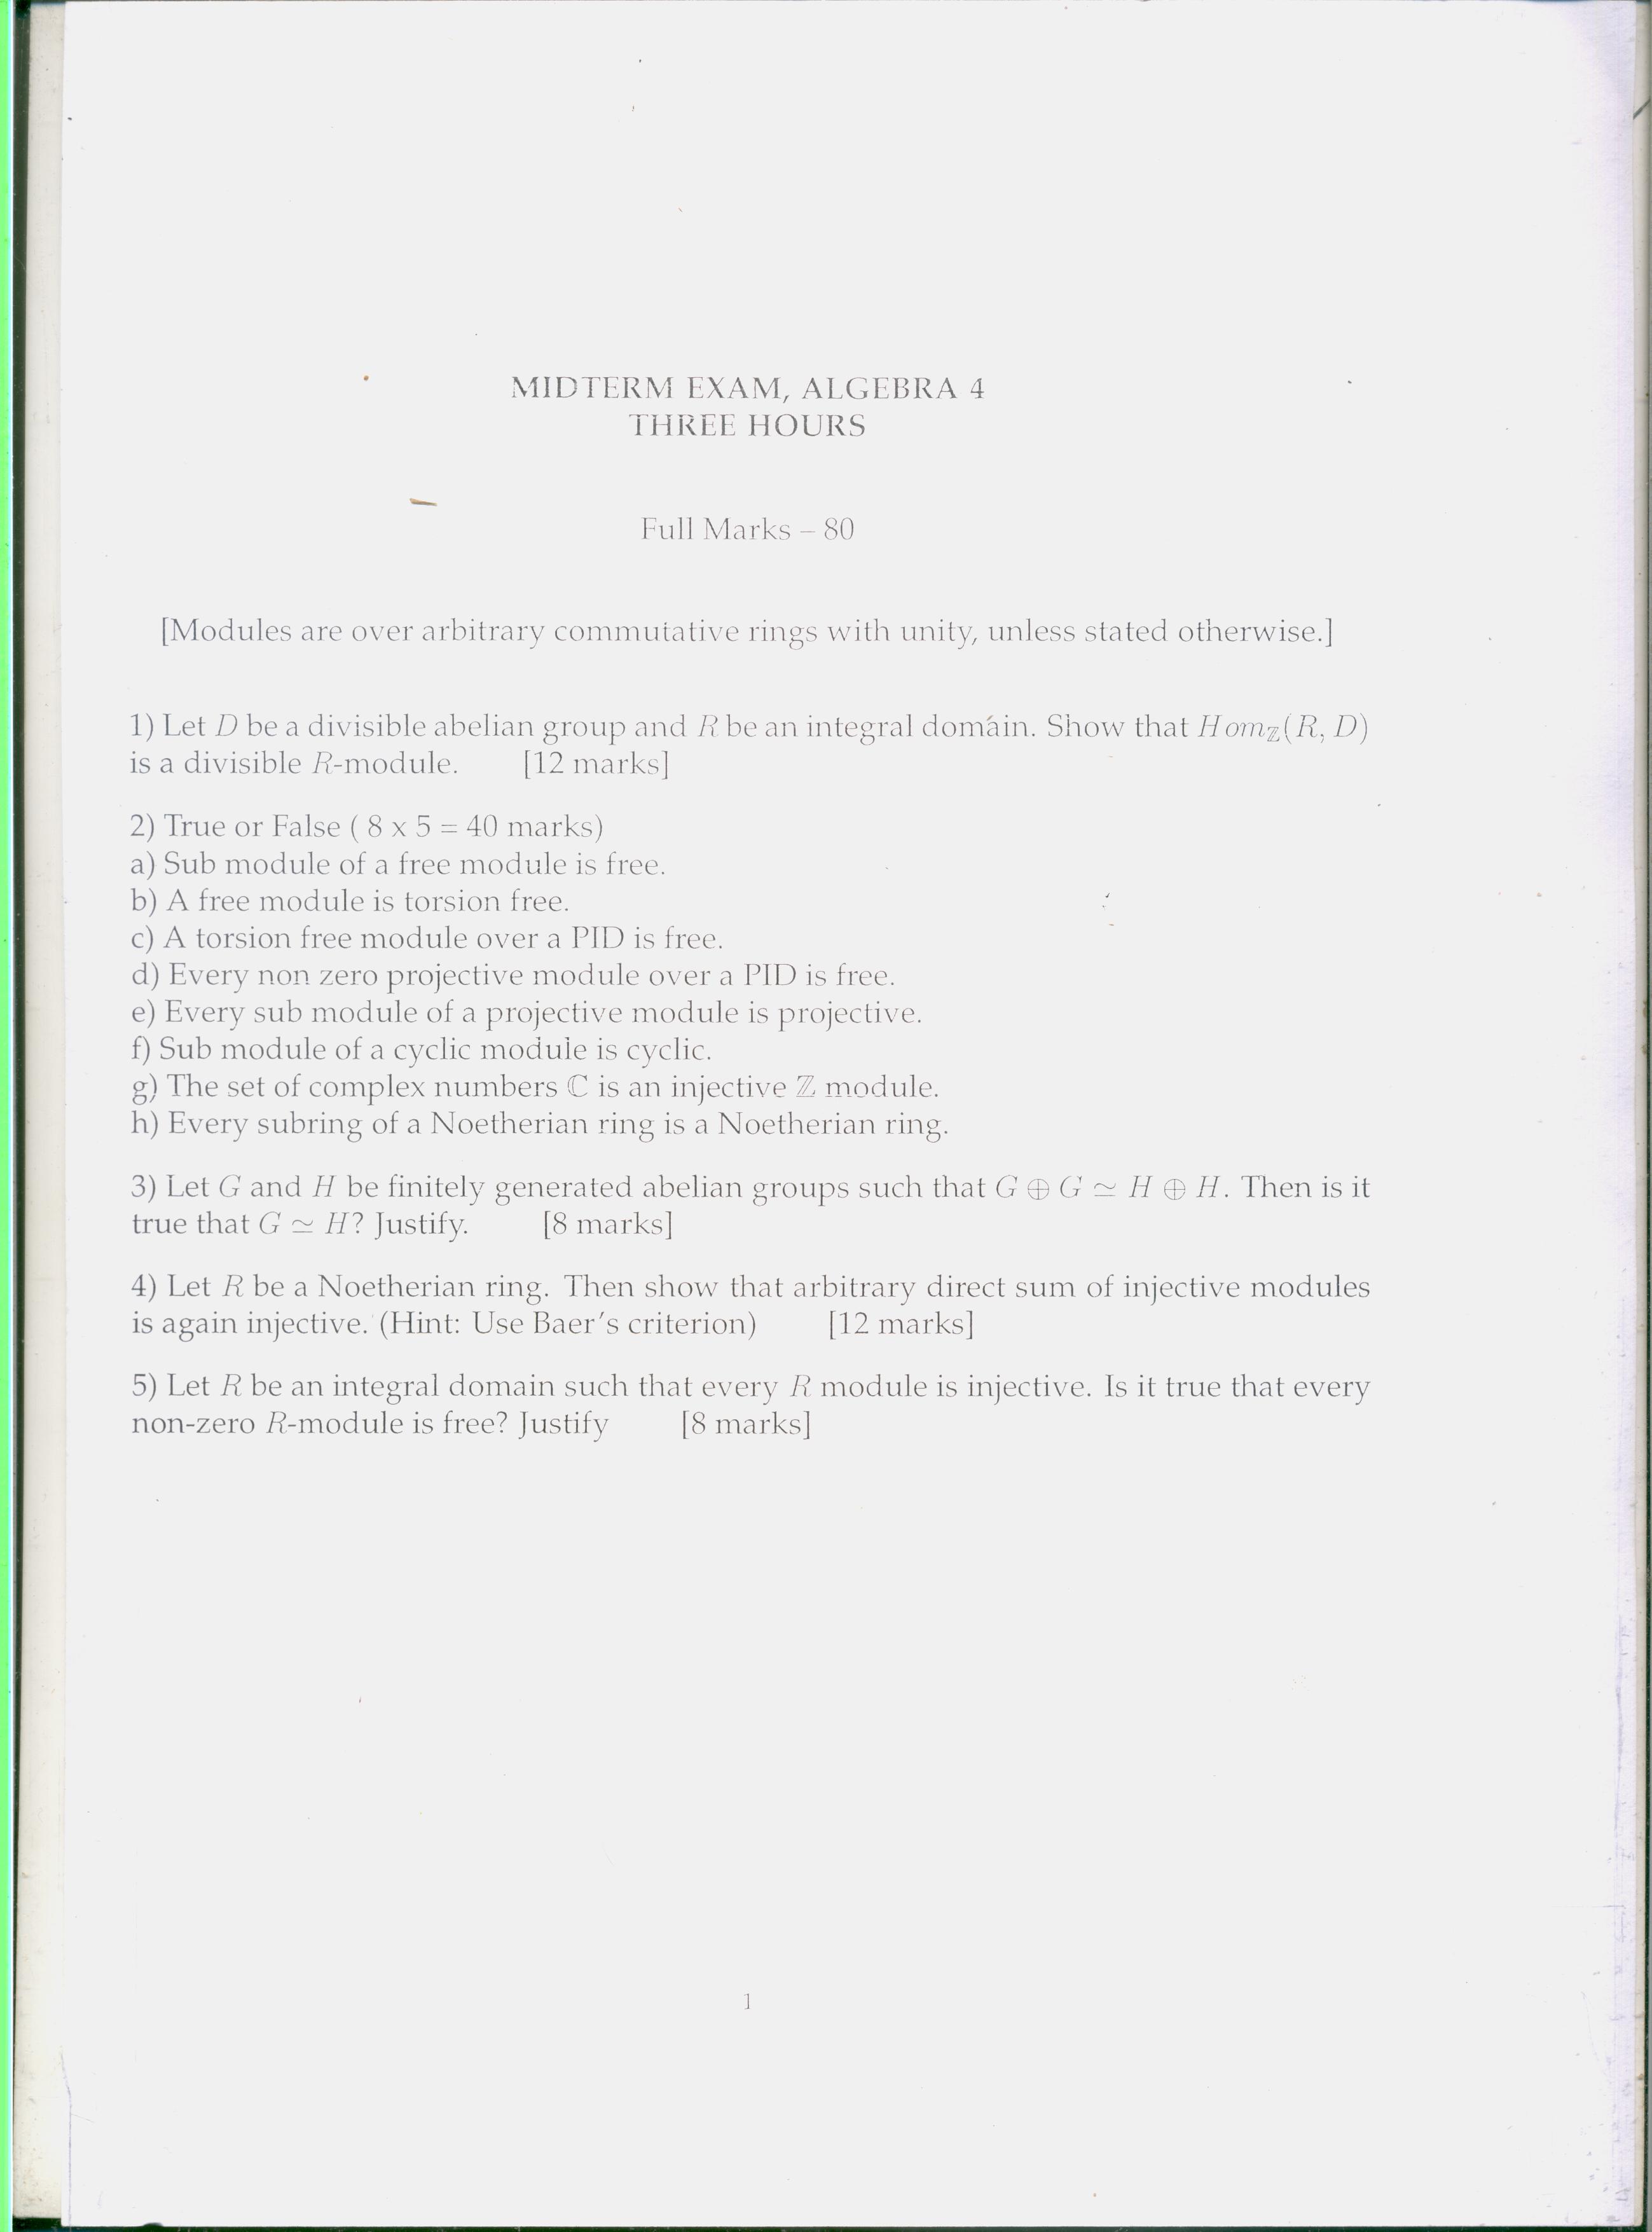 MIDTERM EXAM, ALGEBRA 4
THREE HOURS
Full Marks – 80
[Modules are over arbitrary commutative rings with unity, unless stated otherwise.]
1) Let D be a divisible abelian group and R be an integral domain. Show that Homℤ(R, D)
is a divisible R-module. [12 marks]
2) True or False ( 8 x 5 = 40 marks)
a) Sub module of a free module is free.
b) A free module is torsion free.
c) A torsion free module over a PID is free.
d) Every non zero projective module over a PID is free.
e) Every sub module of a projective module is projective.
f) Sub module of a cyclic module is cyclic.
g) The set of complex numbers ℂ is an injective ℤ module.
h) Every subring of a Noetherian ring is a Noetherian ring.
3) Let G and H be finitely generated abelian groups such that G ⊕ G ≃ H ⊕ H. Then is it
true that G ≃ H? Justify. [8 marks]
4) Let R be a Noetherian ring. Then show that arbitrary direct sum of injective modules
is again injective. (Hint: Use Baer's criterion) [12 marks]
5) Let R be an integral domain such that every R module is injective. Is it true that every
non-zero R-module is free? Justify [8 marks]
1